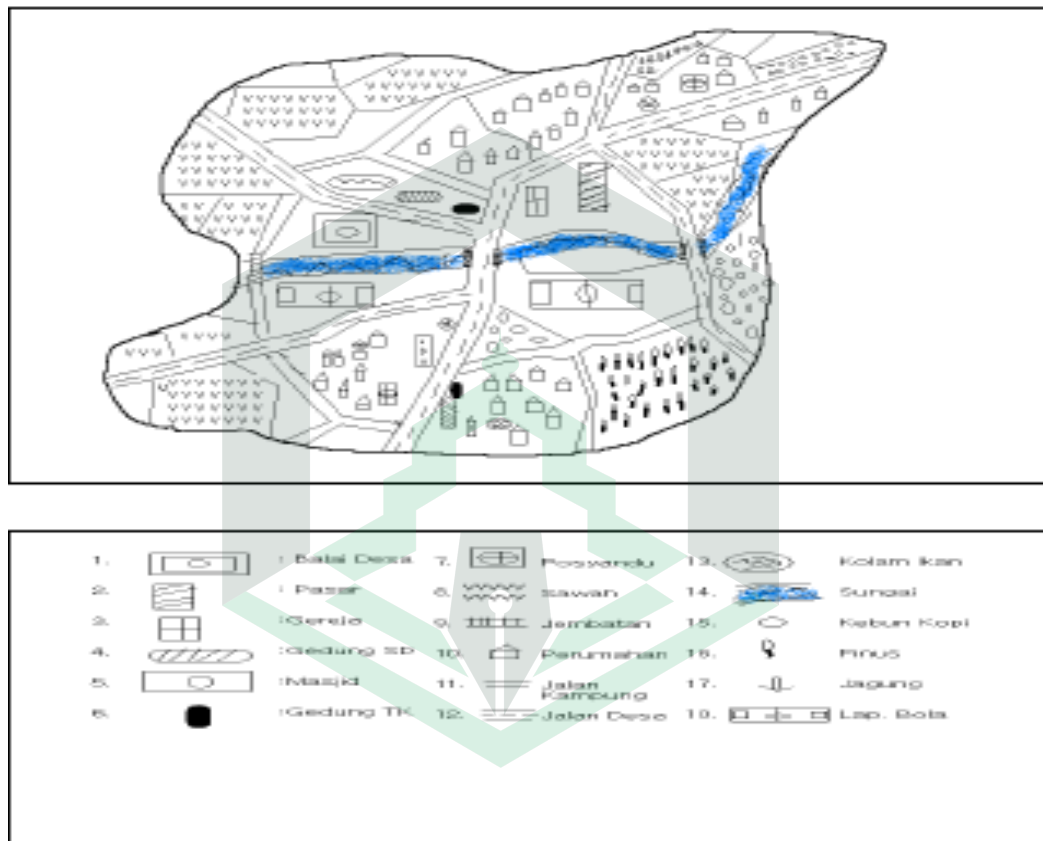 1. : Balai Desa 7. Posyandu 13. Kolam Ikan
2. : Pasar 8. Sawah 14. Sungai
3. :Gereja 9. Jembatan 15. Kebun Kopi
4. :Gedung SD 10. Perumahan 16. Pinus
5. :Masjid 11. Jalan Kampung 17. Jagung
6. :Gedung TK 12. Jalan Desa 18. Lap. Bola